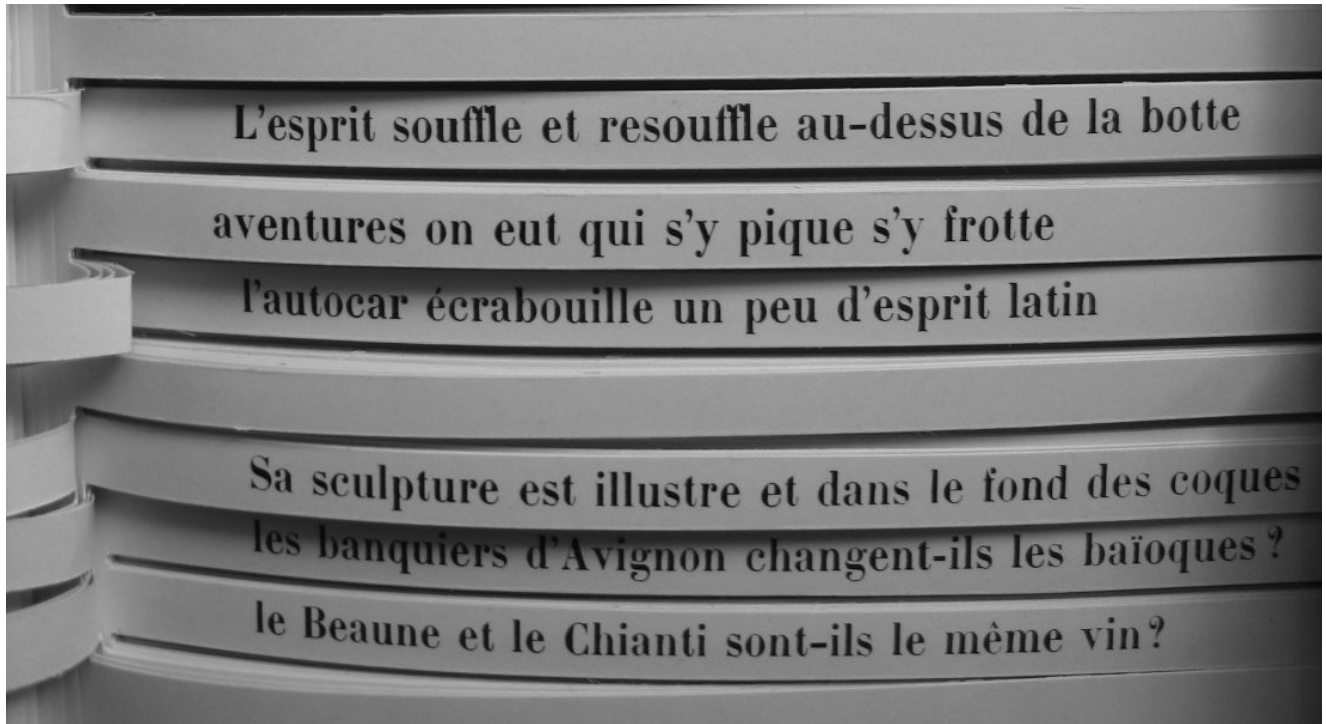 L'esprit souffle et resouffle au-dessus de la botte
aventures on eut qui s'y pique s'y frotte
l'autocar écrabouille un peu d'esprit latin
Sa sculpture est illustre et dans le fond des coques
les banquiers d'Avignon changent-ils les baïoques ?
le Beaune et le Chianti sont-ils le même vin ?